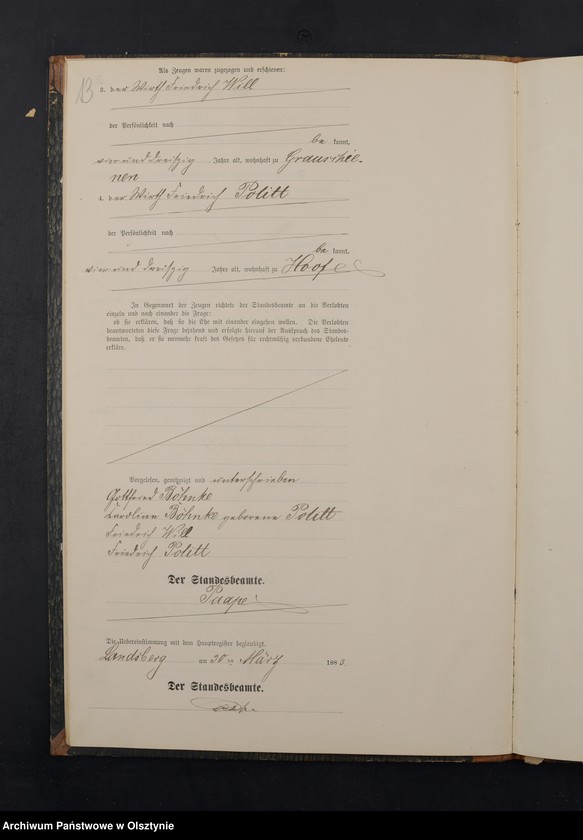 13
Als Zeugen waren zugezogen und erschienen:
3. der Wirth Friedrich Will
der Persönlichkeit nach
be kannt,
vierunddreißig Jahre alt, wohnhaft zu Grauschie-
nen
4. der Wirth Friedrich Politt
der Persönlichkeit nach
be kannt,
vierunddreißig Jahre alt, wohnhaft zu Hoofe
In Gegenwart der Zeugen richtete der Standesbeamte an die Verlobten
einzeln und nach einander die Frage:
ob sie erklären, daß sie die Ehe mit einander eingehen wollen. Die Verlobten
beantworteten diese Frage bejahend und erfolgte hierauf der Ausspruch des Standes-
beamten, daß er sie nunmehr kraft des Gesetzes für rechtmäßig verbundene Eheleute
erkläre.
Vorgelesen, genehmigt und unterschrieben
Gottfried Böhnke
Caroline Böhnke geborene Politt
Friedrich Will
Friedrich Politt
Der Standesbeamte.
Paape
Die Uebereinstimmung mit dem Hauptregister beglaubigt.
Landsberg am 30ten März 188
Der Standesbeamte.
Archiwum Państwowe w Olsztynie